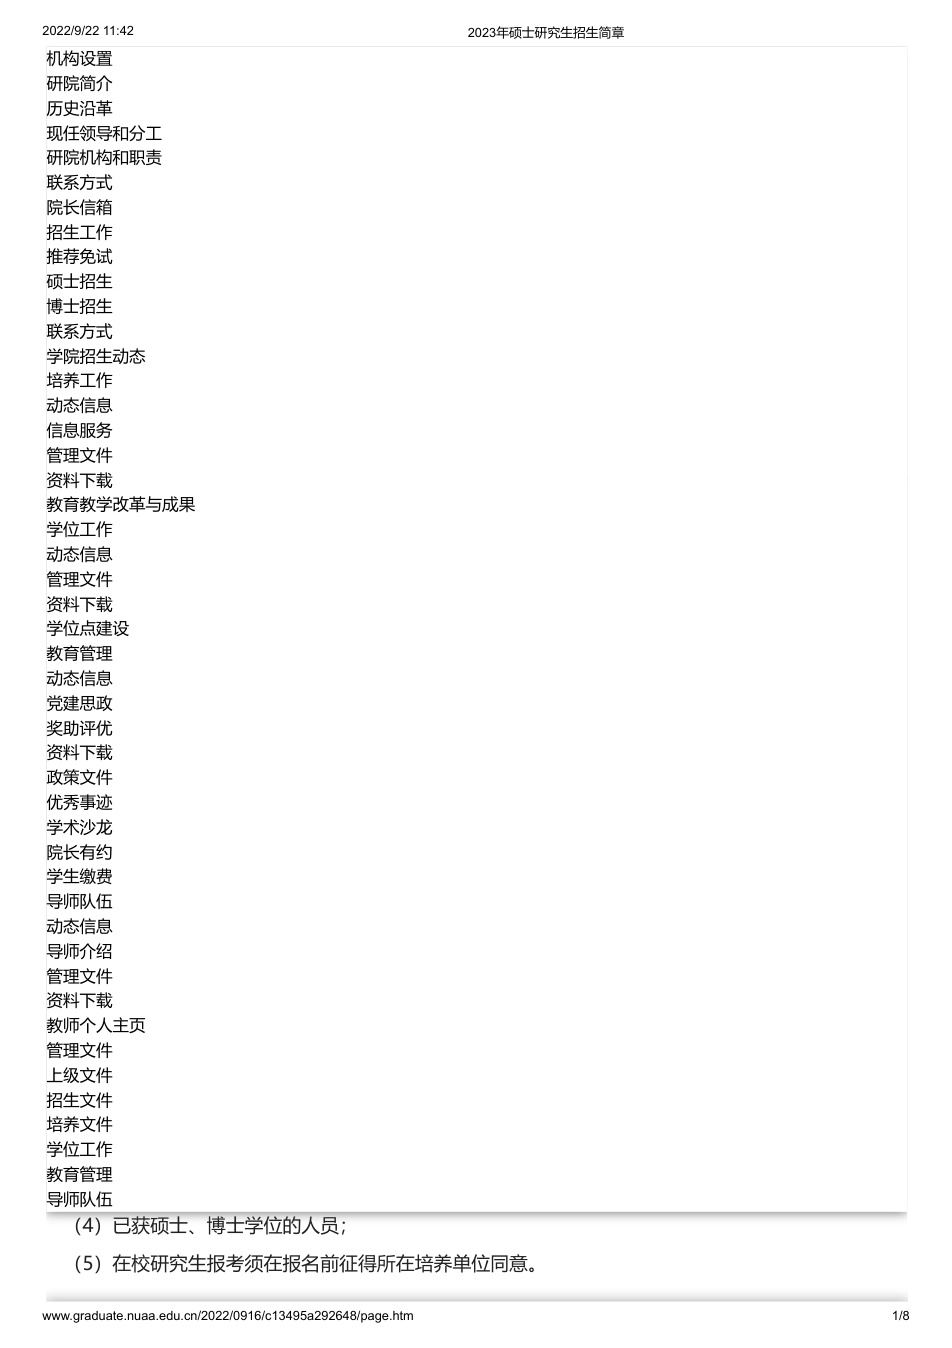 2022/9/22 11:42
2023年硕士研究生招生简章
机构设置
研院简介
历史沿革
现任领导和分工
研院机构和职责
联系方式
院长信箱
招生工作
推荐免试
硕士招生
博士招生
联系方式
学院招生动态
培养工作
动态信息
信息服务
管理文件
资料下载
教育教学改革与成果
学位工作
动态信息
管理文件
资料下载
学位点建设
教育管理
动态信息
党建思政
奖助评优
资料下载
政策文件
优秀事迹
学术沙龙
院长有约
学生缴费
导师队伍
动态信息
导师介绍
管理文件
资料下载
教师个人主页
管理文件
上级文件
招生文件
培养文件
学位工作
教育管理
导师队伍
（4）已获硕士、博士学位的人员；
（5）在校研究生报考须在报名前征得所在培养单位同意。
www.graduate.nuaa.edu.cn/2022/0916/c13495a292648/page.htm
1/8